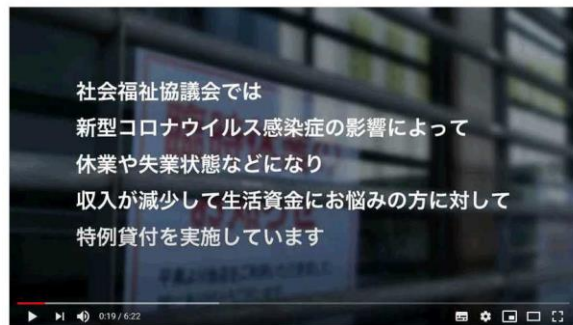 社会福祉協議会では
新型コロナウイルス感染症の影響によって
休業や失業状態などになり
収入が減少して生活資金にお悩みの方に対して
特例貸付を実施しています
0:19 / 6:22